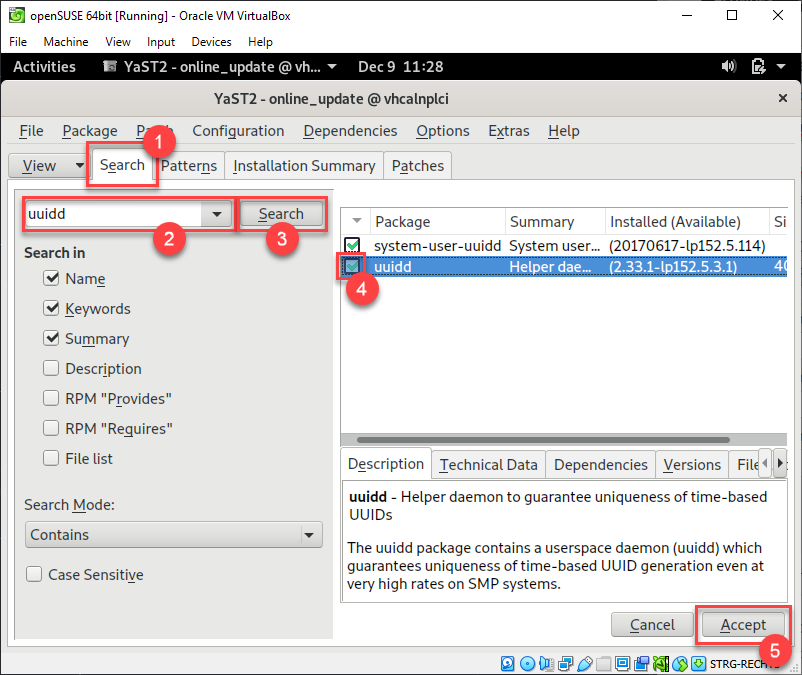 openSUSE 64bit [Running] - Oracle VM VirtualBox
File Machine View Input Devices Help
Activities YaST2 - online_update @ vh... Dec 9 11:28
YaST2 - online_update @ vhcalnplci
File Package Patch Configuration Dependencies Options Extras Help
1
View Search Patterns Installation Summary Patches
uuidd Search
2 3
Search in
Name
Keywords
Summary
Description
RPM "Provides"
RPM "Requires"
File list
Search Mode:
Contains
Case Sensitive
Package Summary Installed (Available) Si
system-user-uuidd System user... (20170617-lp152.5.114)
uuidd Helper dae... (2.33.1-lp152.5.3.1) 40
4
Description Technical Data Dependencies Versions File
uuidd - Helper daemon to guarantee uniqueness of time-based
UUIDs
The uuidd package contains a userspace daemon (uuidd) which
guarantees uniqueness of time-based UUID generation even at
very high rates on SMP systems.
Cancel Accept
5